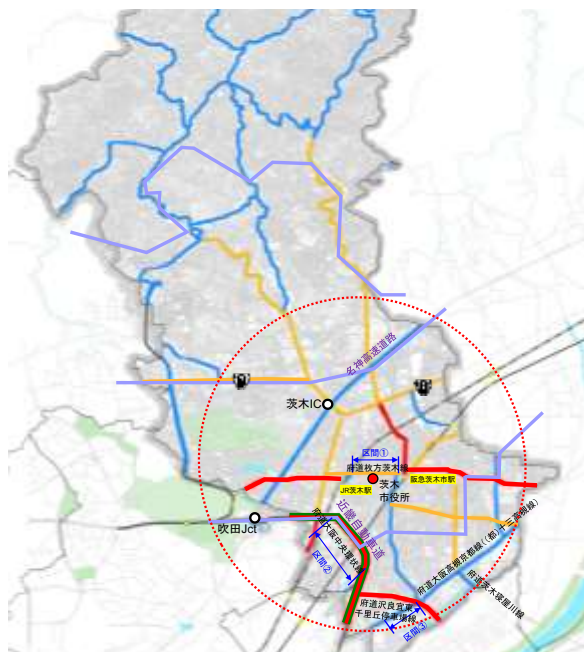 名神高速道路
茨木IC
区間①
府道枚方茨木線
阪急茨木市駅
JR茨木駅
茨木
市役所
近畿自動車道
吹田Jct
府道大阪中央環状線
区間②
府道大阪高槻京都線((都)十三高槻線)
府道茨木寝屋川線
府道沢良宜東
千里丘停車場線
区間③